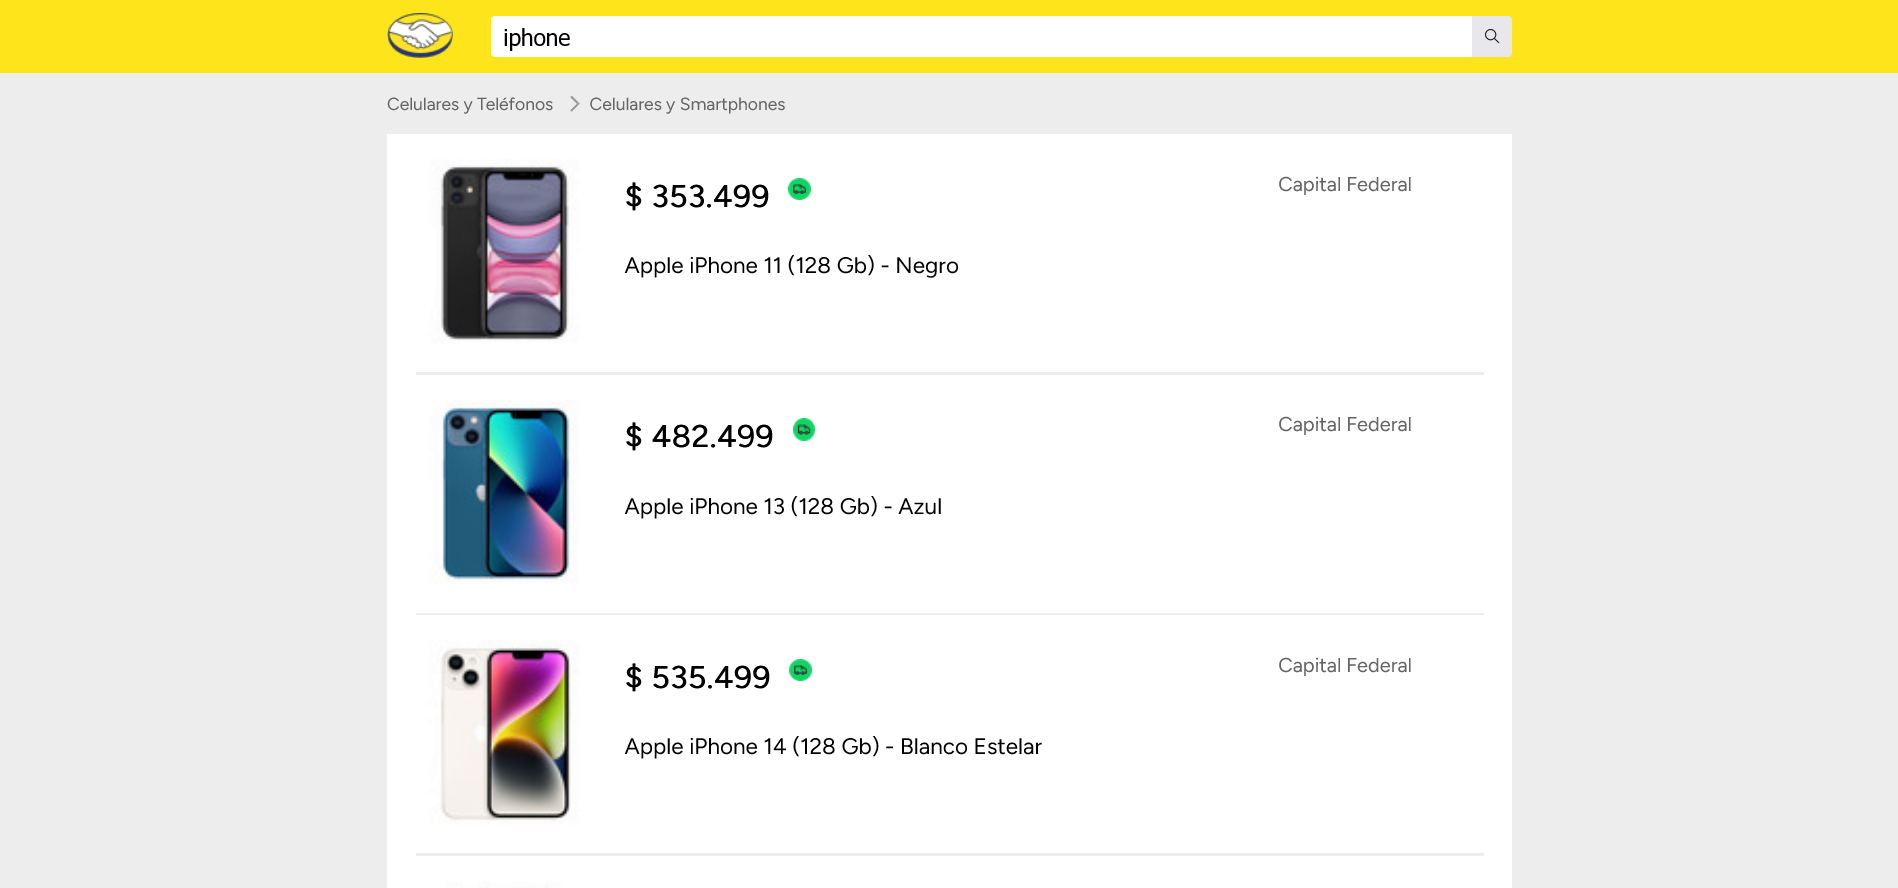 iphone
Celulares y Teléfonos > Celulares y Smartphones
$ 353.499
Capital Federal
Apple iPhone 11 (128 Gb) - Negro
$ 482.499
Capital Federal
Apple iPhone 13 (128 Gb) - Azul
$ 535.499
Capital Federal
Apple iPhone 14 (128 Gb) - Blanco Estelar